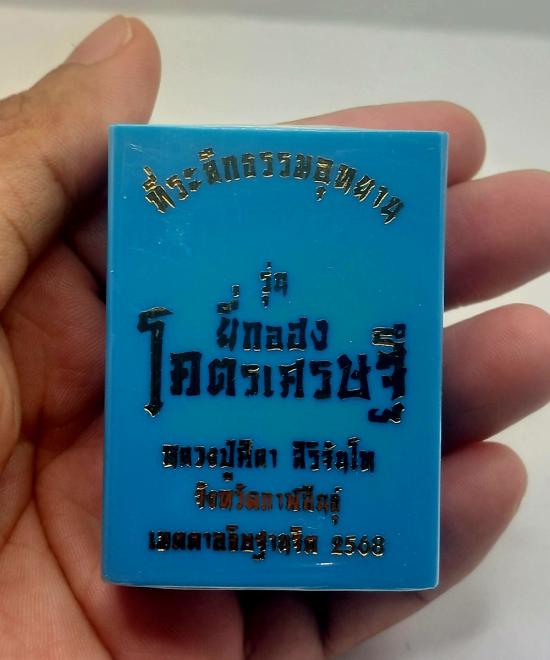 ที่ระลึกธรรมอุทยาน
รุ่น
ยี่กอฮง
โคตรเศรษฐี
หลวงปู่ศิลา สิริจันโท
จังหวัดกาฬสินธุ์
เมตตาอธิษฐานจิต 2568